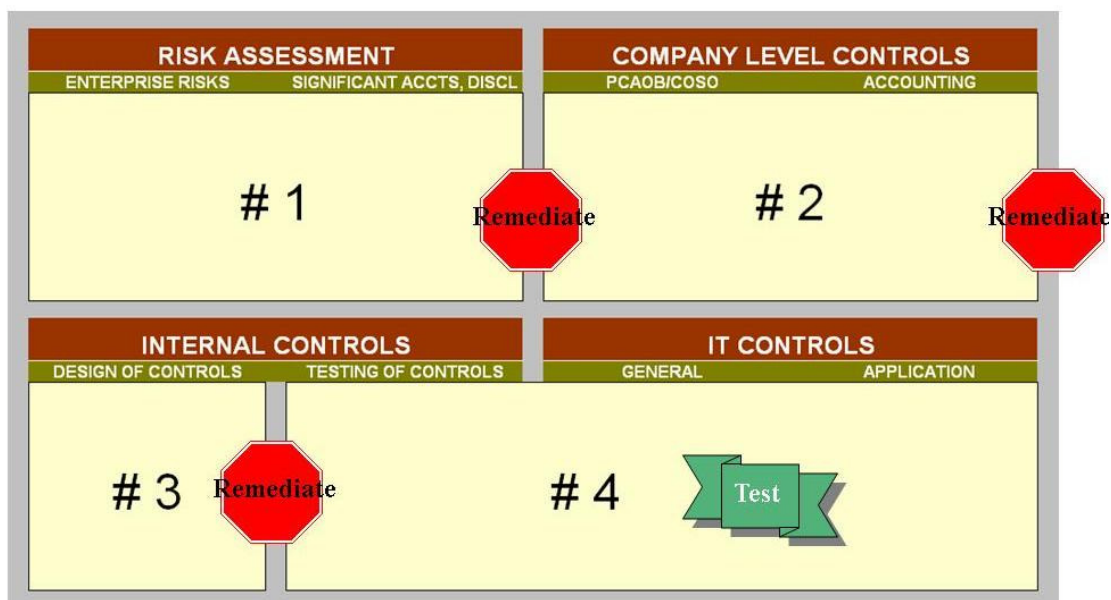 RISK ASSESSMENT
ENTERPRISE RISKS SIGNIFICANT ACCTS, DISCL
# 1
Remediate
COMPANY LEVEL CONTROLS
PCAOB/COSO ACCOUNTING
# 2
Remediate
INTERNAL CONTROLS
DESIGN OF CONTROLS TESTING OF CONTROLS
IT CONTROLS
GENERAL APPLICATION
# 3
Remediate
# 4
Test